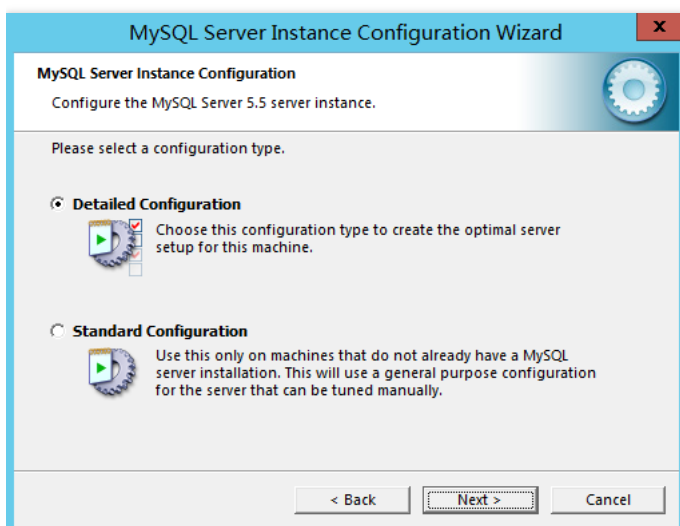 MySQL Server Instance Configuration Wizard
x
MySQL Server Instance Configuration
Configure the MySQL Server 5.5 server instance.
Please select a configuration type.
Detailed Configuration
Choose this configuration type to create the optimal server
setup for this machine.
Standard Configuration
Use this only on machines that do not already have a MySQL
server installation. This will use a general purpose configuration
for the server that can be tuned manually.
< Back Next > Cancel